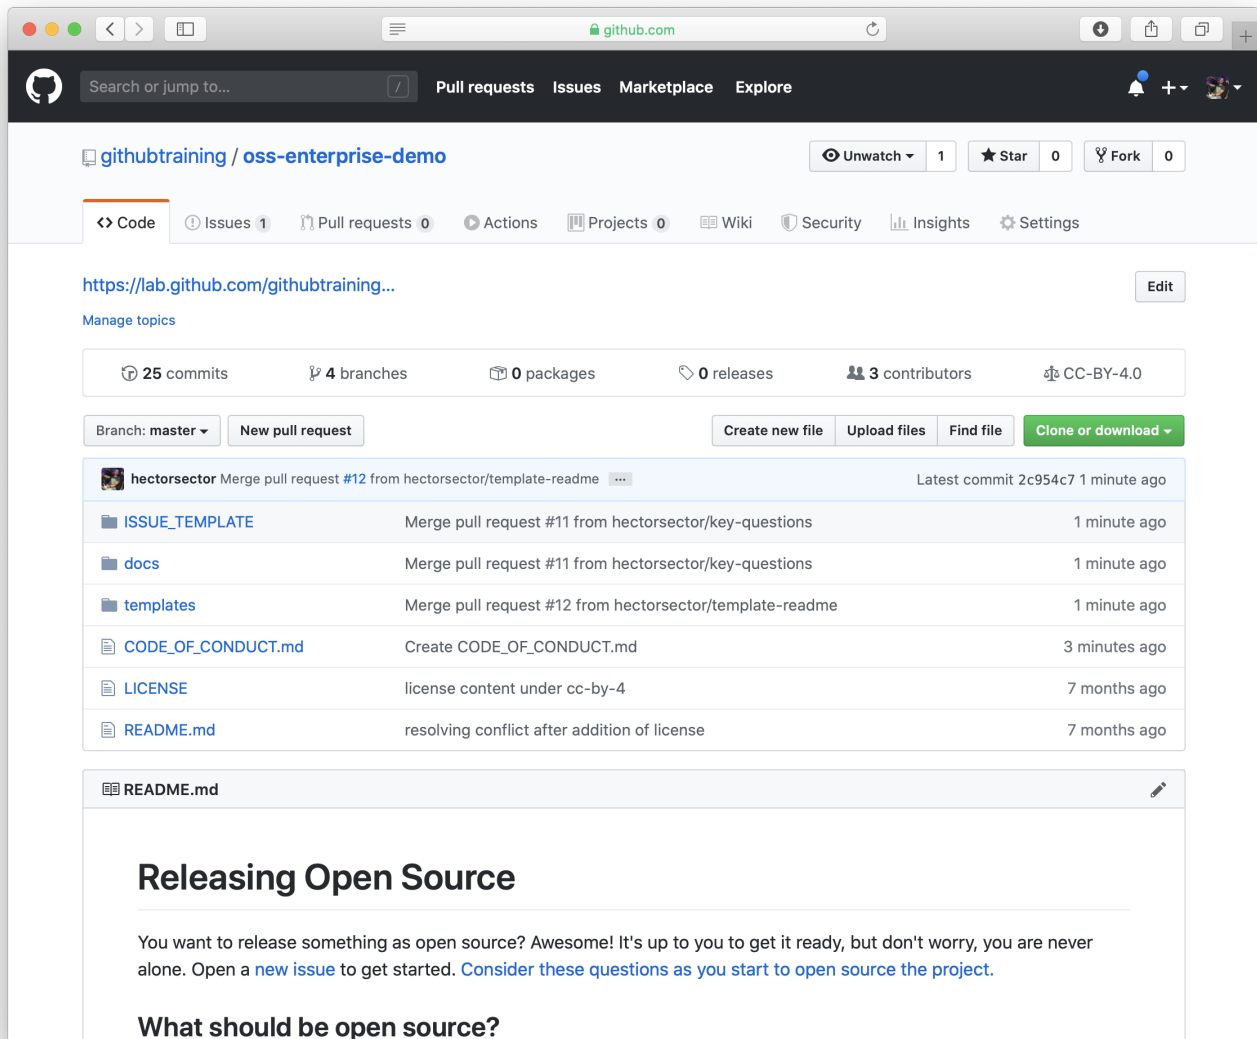 github.com
Search or jump to... /
Pull requests Issues Marketplace Explore
githubtraining / oss-enterprise-demo
Unwatch 1 Star 0 Fork 0
Code Issues 1 Pull requests 0 Actions Projects 0 Wiki Security Insights Settings
https://lab.github.com/githubtraining...
Edit
Manage topics
25 commits 4 branches 0 packages 0 releases 3 contributors CC-BY-4.0
Branch: master New pull request Create new file Upload files Find file Clone or download
hectorsector Merge pull request #12 from hectorsector/template-readme ... Latest commit 2c954c7 1 minute ago
ISSUE_TEMPLATE Merge pull request #11 from hectorsector/key-questions 1 minute ago
docs Merge pull request #11 from hectorsector/key-questions 1 minute ago
templates Merge pull request #12 from hectorsector/template-readme 1 minute ago
CODE_OF_CONDUCT.md Create CODE_OF_CONDUCT.md 3 minutes ago
LICENSE license content under cc-by-4 7 months ago
README.md resolving conflict after addition of license 7 months ago
README.md
Releasing Open Source
You want to release something as open source? Awesome! It's up to you to get it ready, but don't worry, you are never
alone. Open a new issue to get started. Consider these questions as you start to open source the project.
What should be open source?